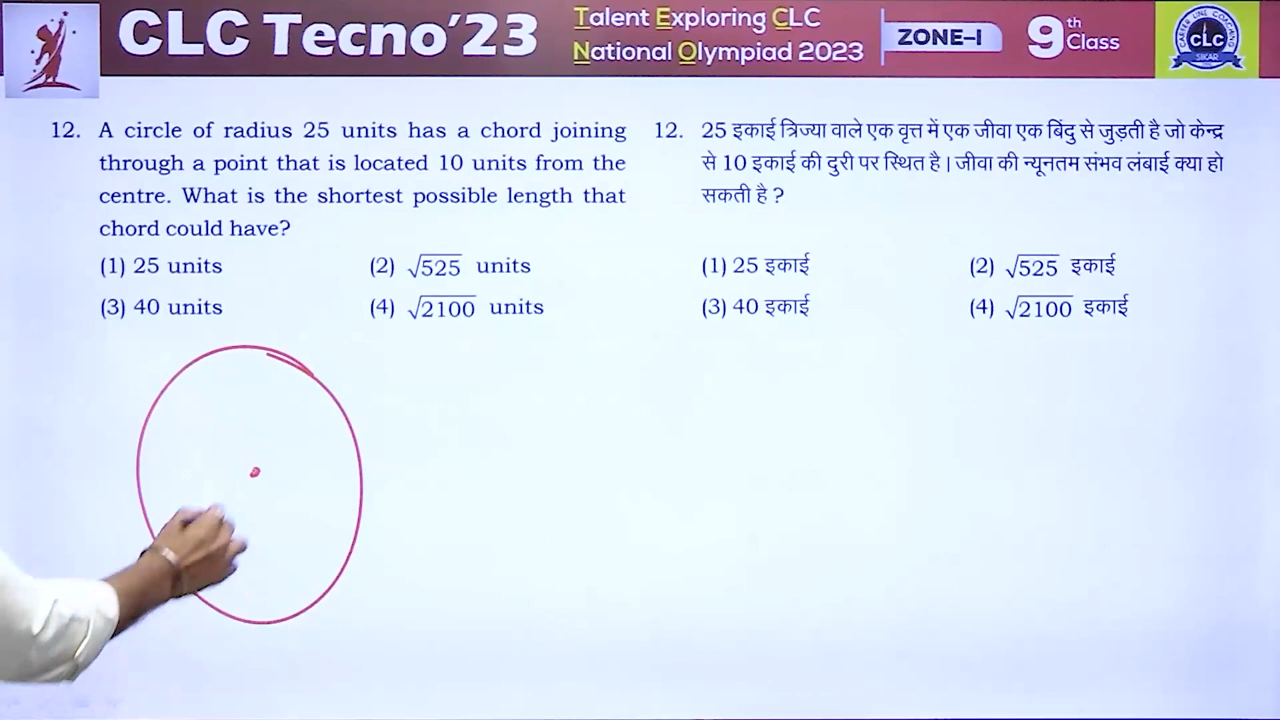 CLC Tecno'23
Talent Exploring CLC
National Olympiad 2023
ZONE–I
9th Class
CAREER LINE COACHING
CLC
SIKAR
12. A circle of radius 25 units has a chord joining
through a point that is located 10 units from the
centre. What is the shortest possible length that
chord could have?
(1) 25 units (2) √525 units
(3) 40 units (4) √2100 units
12. 25 इकाई त्रिज्या वाले एक वृत्त में एक जीवा एक बिंदु से जुड़ती है जो केन्द्र
से 10 इकाई की दुरी पर स्थित है। जीवा की न्यूनतम संभव लंबाई क्या हो
सकती है ?
(1) 25 इकाई (2) √525 इकाई
(3) 40 इकाई (4) √2100 इकाई